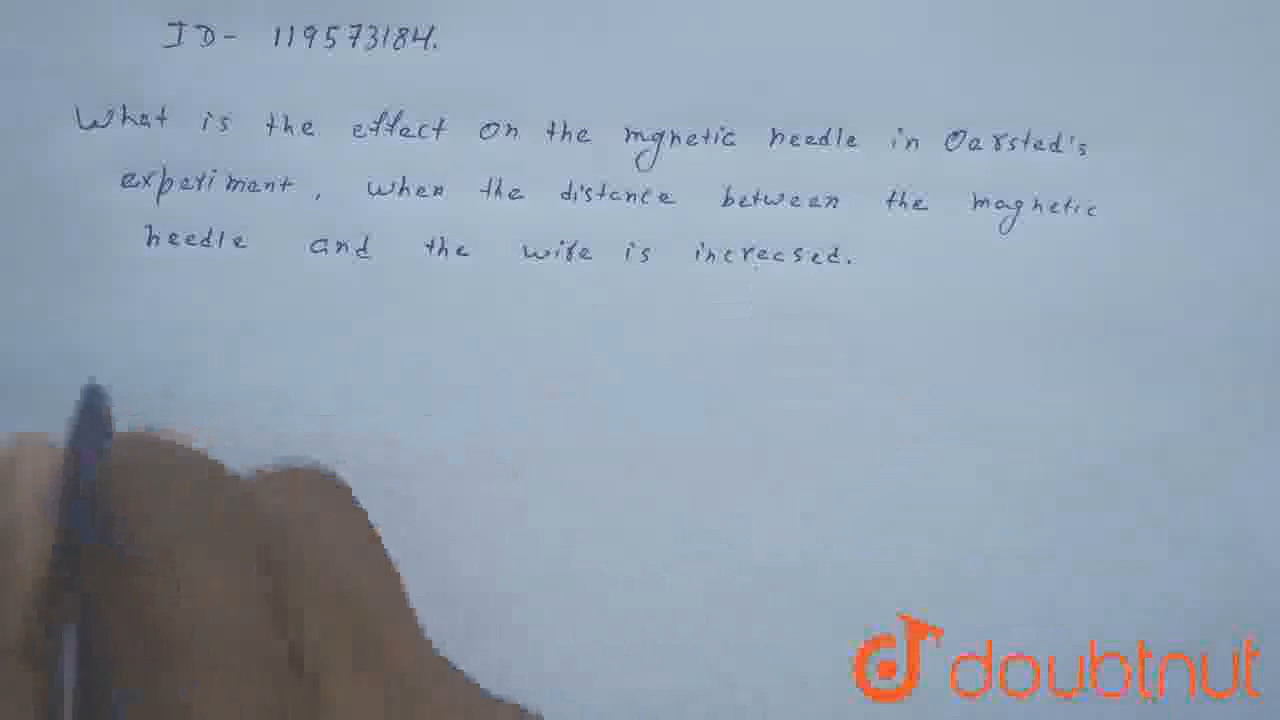 ID- 119573184.
What is the effect on the mgnetic needle in Oersted's
experiment, when the distance between the magnetic
needle and the wire is increased.
doubtnut